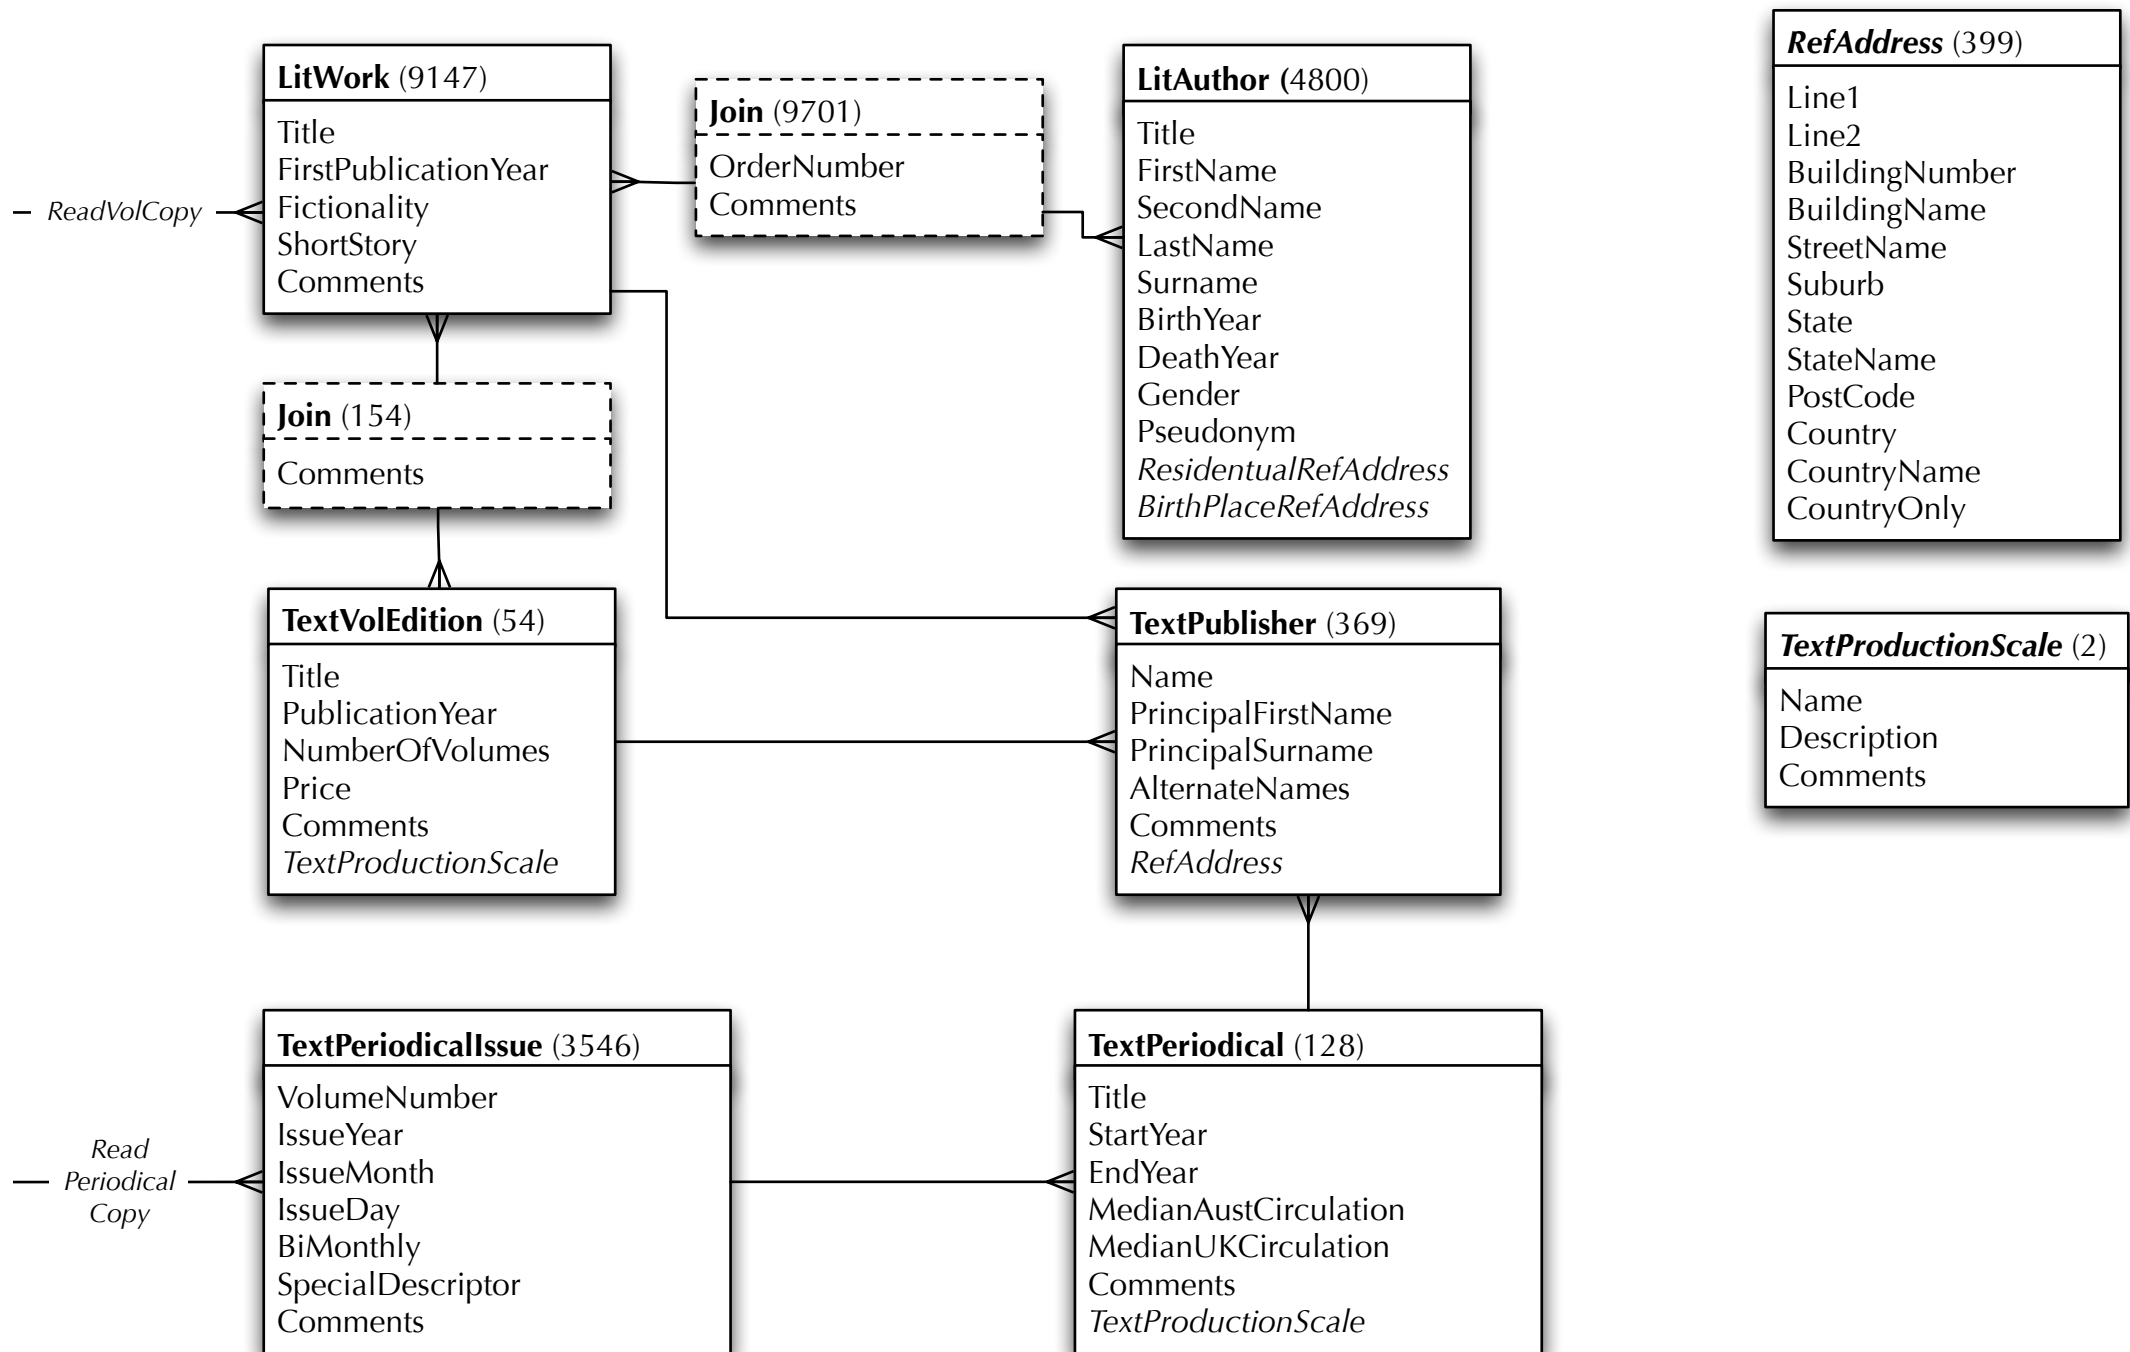 LitWork (9147)
Title
FirstPublicationYear
Fictionality
ShortStory
Comments
ReadVolCopy
Join (9701)
OrderNumber
Comments
LitAuthor (4800)
Title
FirstName
SecondName
LastName
Surname
BirthYear
DeathYear
Gender
Pseudonym
ResidentualRefAddress
BirthPlaceRefAddress
RefAddress (399)
Line1
Line2
BuildingNumber
BuildingName
StreetName
Suburb
State
StateName
PostCode
Country
CountryName
CountryOnly
Join (154)
Comments
TextVolEdition (54)
Title
PublicationYear
NumberOfVolumes
Price
Comments
TextProductionScale
TextPublisher (369)
Name
PrincipalFirstName
PrincipalSurname
AlternateNames
Comments
RefAddress
TextProductionScale (2)
Name
Description
Comments
Read
Periodical
Copy
TextPeriodicalIssue (3546)
VolumeNumber
IssueYear
IssueMonth
IssueDay
BiMonthly
SpecialDescriptor
Comments
TextPeriodical (128)
Title
StartYear
EndYear
MedianAustCirculation
MedianUKCirculation
Comments
TextProductionScale